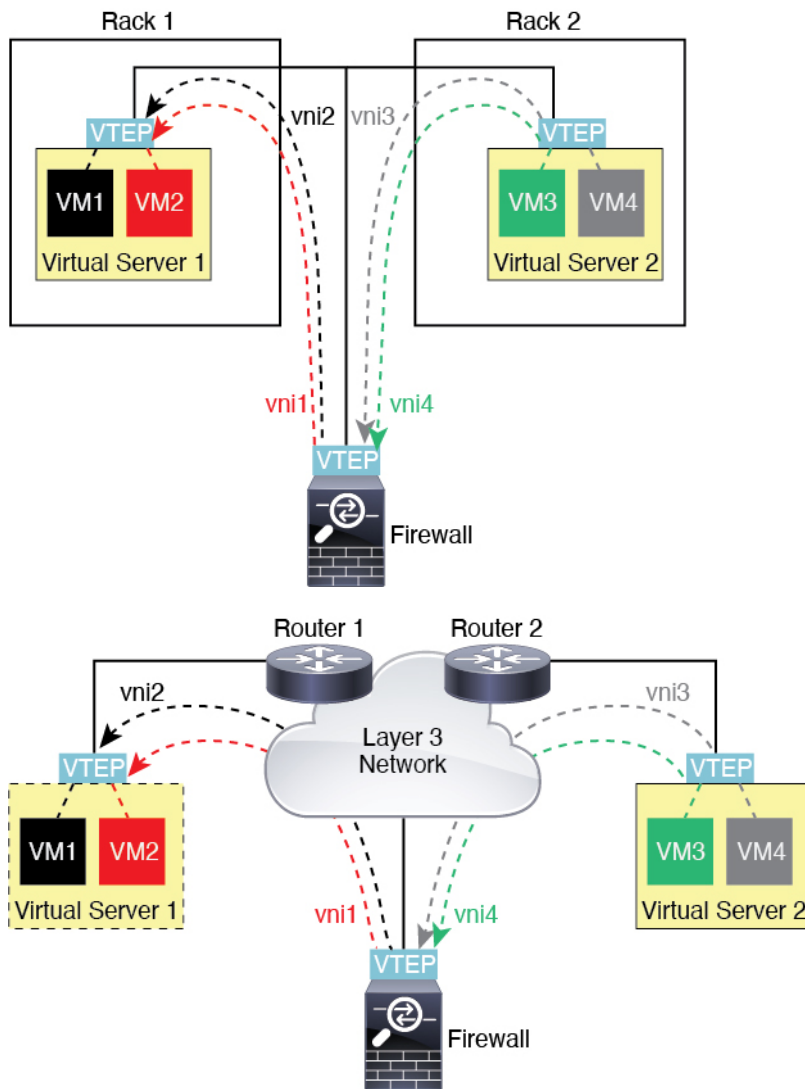 Rack 1
Rack 2
vni2
vni3
VTEP
VTEP
VM1
VM2
VM3
VM4
Virtual Server 1
Virtual Server 2
vni1
vni4
VTEP
Firewall
Router 1
Router 2
vni2
vni3
Layer 3
Network
VTEP
VTEP
VM1
VM2
VM3
VM4
Virtual Server 1
Virtual Server 2
vni1
vni4
VTEP
Firewall